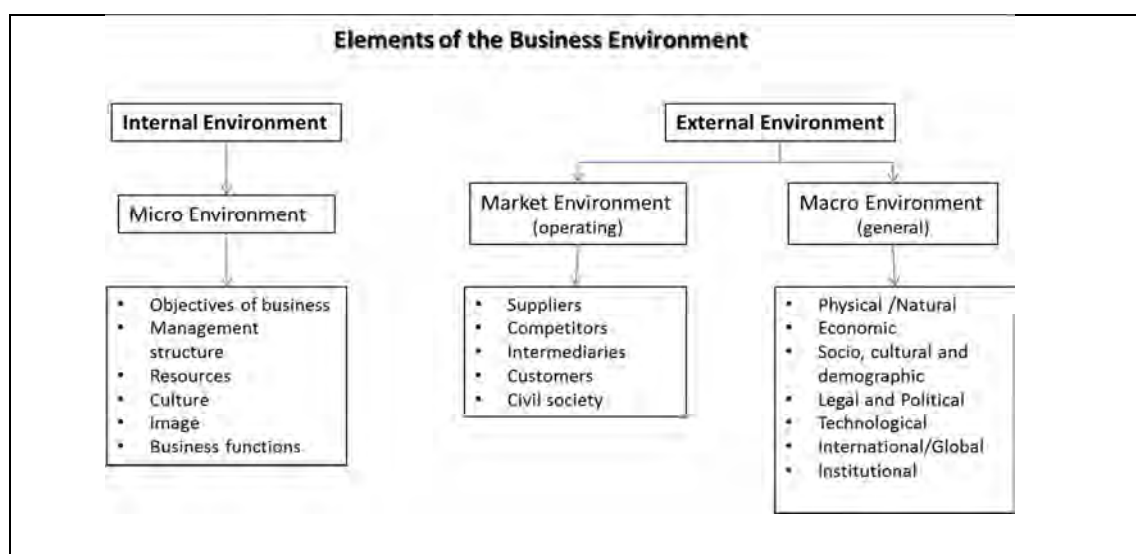 Elements of the Business Environment
Internal Environment
Micro Environment
• Objectives of business
• Management
structure
• Resources
• Culture
• Image
• Business functions
External Environment
Market Environment
(operating)
• Suppliers
• Competitors
• Intermediaries
• Customers
• Civil society
Macro Environment
(general)
• Physical /Natural
• Economic
• Socio, cultural and
demographic
• Legal and Political
• Technological
• International/Global
• Institutional